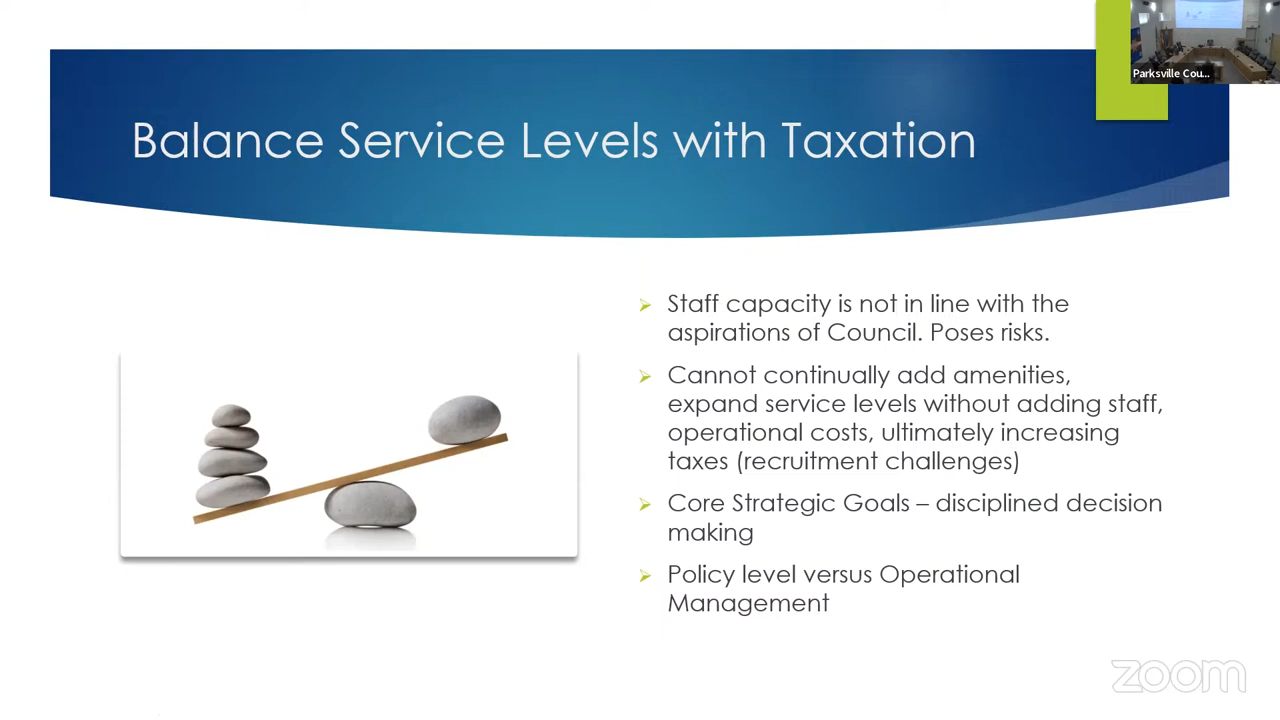 Parksville Cou...
Balance Service Levels with Taxation
Staff capacity is not in line with the
aspirations of Council. Poses risks.
Cannot continually add amenities,
expand service levels without adding staff,
operational costs, ultimately increasing
taxes (recruitment challenges)
Core Strategic Goals – disciplined decision
making
Policy level versus Operational
Management
zoom